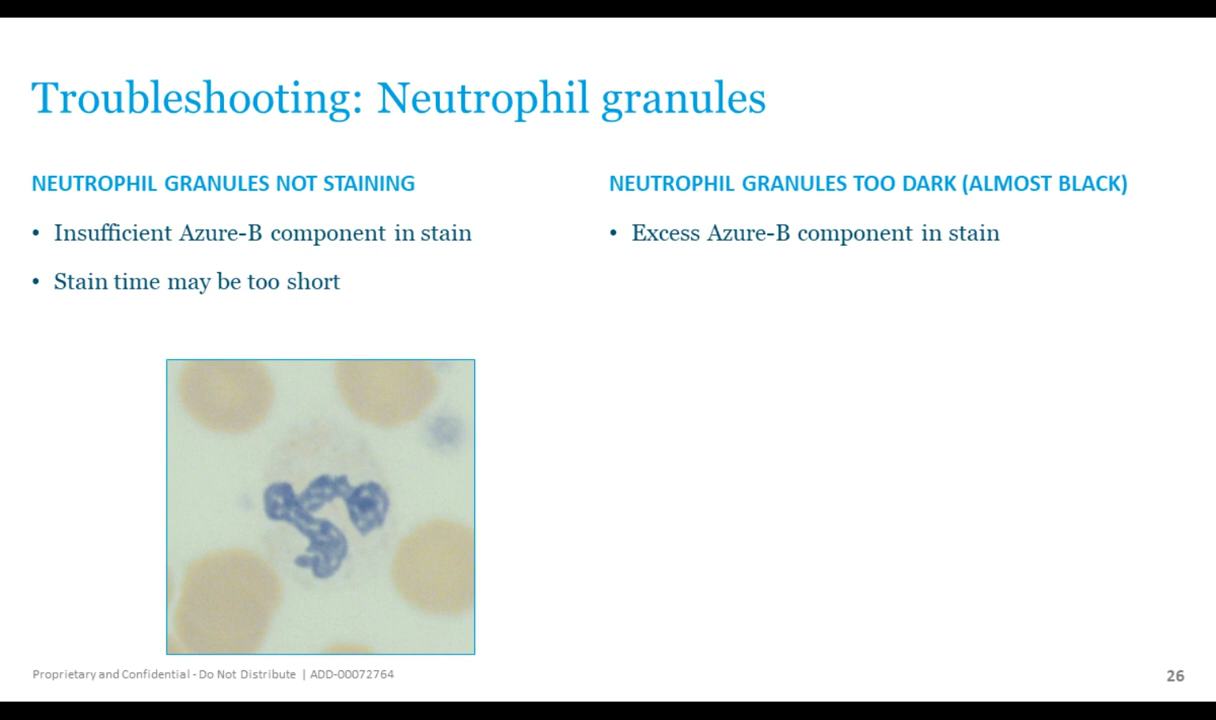 Troubleshooting: Neutrophil granules
NEUTROPHIL GRANULES NOT STAINING
• Insufficient Azure-B component in stain
• Stain time may be too short
NEUTROPHIL GRANULES TOO DARK (ALMOST BLACK)
• Excess Azure-B component in stain
Proprietary and Confidential - Do Not Distribute | ADD-00072764
26